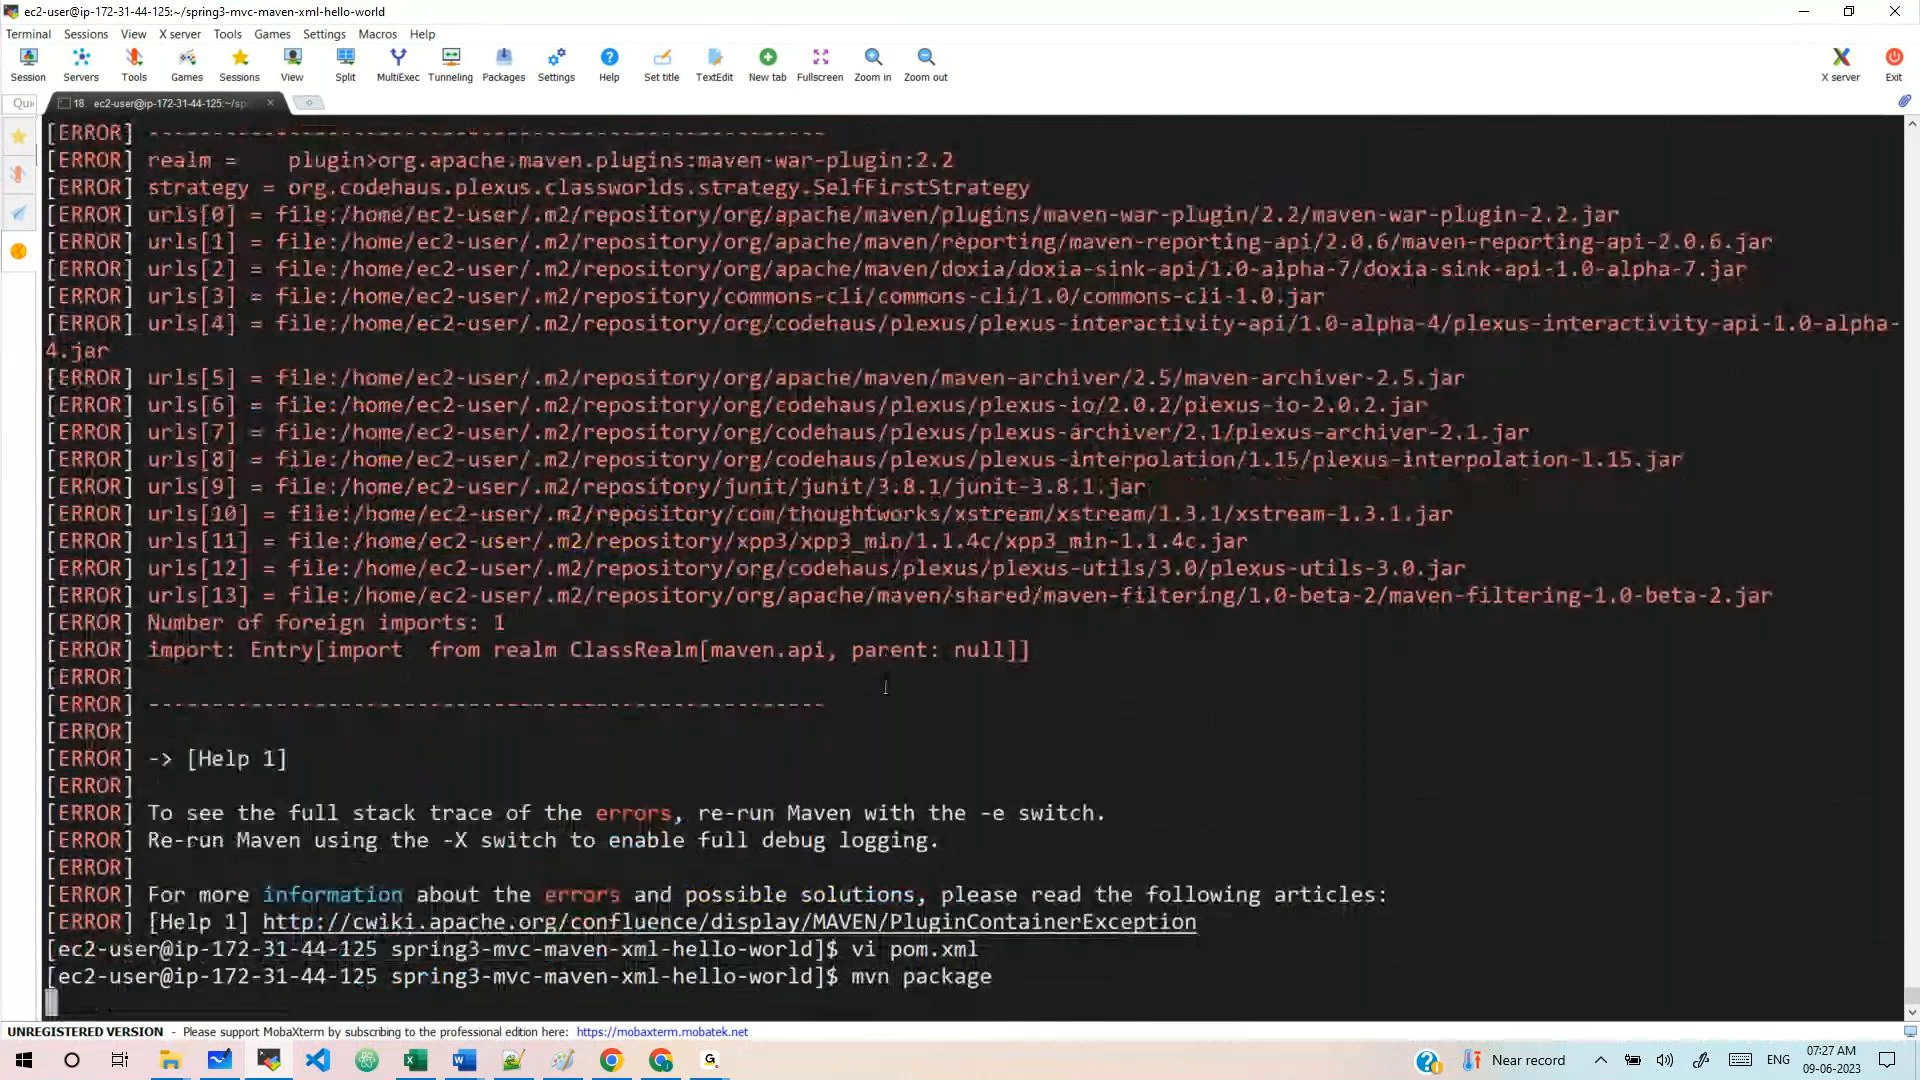 ec2-user@ip-172-31-44-125:~/spring3-mvc-maven-xml-hello-world
Terminal Sessions View X server Tools Games Settings Macros Help
Session Servers Tools Games Sessions View Split MultiExec Tunneling Packages Settings Help Set title TextEdit New tab Fullscreen Zoom in Zoom out X server Exit
Quic 18. ec2-user@ip-172-31-44-125:~/sp
[ERROR] -----------------------------------------------------
[ERROR] realm =    plugin>org.apache.maven.plugins:maven-war-plugin:2.2
[ERROR] strategy = org.codehaus.plexus.classworlds.strategy.SelfFirstStrategy
[ERROR] urls[0] = file:/home/ec2-user/.m2/repository/org/apache/maven/plugins/maven-war-plugin/2.2/maven-war-plugin-2.2.jar
[ERROR] urls[1] = file:/home/ec2-user/.m2/repository/org/apache/maven/reporting/maven-reporting-api/2.0.6/maven-reporting-api-2.0.6.jar
[ERROR] urls[2] = file:/home/ec2-user/.m2/repository/org/apache/maven/doxia/doxia-sink-api/1.0-alpha-7/doxia-sink-api-1.0-alpha-7.jar
[ERROR] urls[3] = file:/home/ec2-user/.m2/repository/commons-cli/commons-cli/1.0/commons-cli-1.0.jar
[ERROR] urls[4] = file:/home/ec2-user/.m2/repository/org/codehaus/plexus/plexus-interactivity-api/1.0-alpha-4/plexus-interactivity-api-1.0-alpha-
4.jar
[ERROR] urls[5] = file:/home/ec2-user/.m2/repository/org/apache/maven/maven-archiver/2.5/maven-archiver-2.5.jar
[ERROR] urls[6] = file:/home/ec2-user/.m2/repository/org/codehaus/plexus/plexus-io/2.0.2/plexus-io-2.0.2.jar
[ERROR] urls[7] = file:/home/ec2-user/.m2/repository/org/codehaus/plexus/plexus-archiver/2.1/plexus-archiver-2.1.jar
[ERROR] urls[8] = file:/home/ec2-user/.m2/repository/org/codehaus/plexus/plexus-interpolation/1.15/plexus-interpolation-1.15.jar
[ERROR] urls[9] = file:/home/ec2-user/.m2/repository/junit/junit/3.8.1/junit-3.8.1.jar
[ERROR] urls[10] = file:/home/ec2-user/.m2/repository/com/thoughtworks/xstream/xstream/1.3.1/xstream-1.3.1.jar
[ERROR] urls[11] = file:/home/ec2-user/.m2/repository/xpp3/xpp3_min/1.1.4c/xpp3_min-1.1.4c.jar
[ERROR] urls[12] = file:/home/ec2-user/.m2/repository/org/codehaus/plexus/plexus-utils/3.0/plexus-utils-3.0.jar
[ERROR] urls[13] = file:/home/ec2-user/.m2/repository/org/apache/maven/shared/maven-filtering/1.0-beta-2/maven-filtering-1.0-beta-2.jar
[ERROR] Number of foreign imports: 1
[ERROR] import: Entry[import  from realm ClassRealm[maven.api, parent: null]]
[ERROR]
[ERROR] -----------------------------------------------------
[ERROR]
[ERROR] -> [Help 1]
[ERROR]
[ERROR] To see the full stack trace of the errors, re-run Maven with the -e switch.
[ERROR] Re-run Maven using the -X switch to enable full debug logging.
[ERROR]
[ERROR] For more information about the errors and possible solutions, please read the following articles:
[ERROR] [Help 1] http://cwiki.apache.org/confluence/display/MAVEN/PluginContainerException
[ec2-user@ip-172-31-44-125 spring3-mvc-maven-xml-hello-world]$ vi pom.xml
[ec2-user@ip-172-31-44-125 spring3-mvc-maven-xml-hello-world]$ mvn package
UNREGISTERED VERSION - Please support MobaXterm by subscribing to the professional edition here: https://mobaxterm.mobatek.net
Near record ENG 07:27 AM
09-06-2023